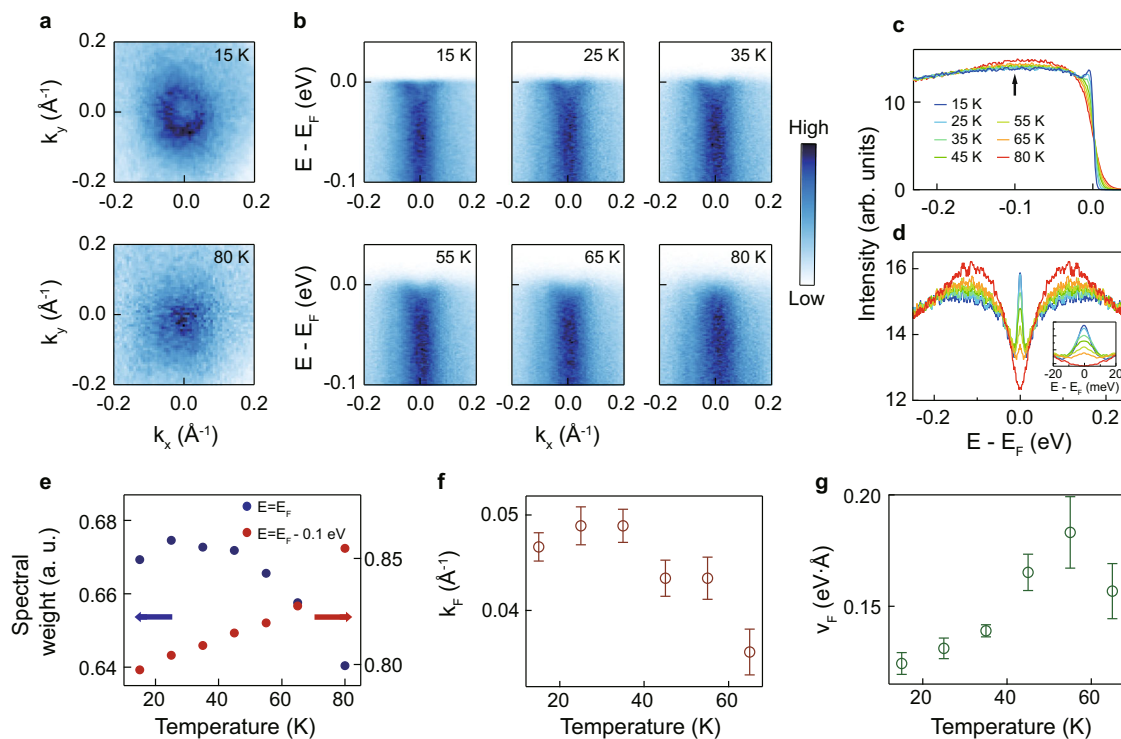 a
15 K
0.2
0.0
-0.2
k_y (Å⁻¹)
-0.2 0.0 0.2
80 K
0.2
0.0
-0.2
k_y (Å⁻¹)
-0.2 0.0 0.2
k_x (Å⁻¹)
b
15 K
25 K
35 K
0.0
-0.1
E - E_F (eV)
-0.2 0.0 0.2
-0.2 0.0 0.2
-0.2 0.0 0.2
55 K
65 K
80 K
0.0
-0.1
E - E_F (eV)
-0.2 0.0 0.2
-0.2 0.0 0.2
-0.2 0.0 0.2
k_x (Å⁻¹)
High
Low
c
10
0
15 K
25 K
35 K
45 K
55 K
65 K
80 K
-0.2 -0.1 0.0
Intensity (arb. units)
d
16
14
12
-20 0 20
E - E_F (meV)
-0.2 0.0 0.2
E - E_F (eV)
e
E=E_F
E=E_F - 0.1 eV
0.68
0.66
0.64
0.85
0.80
Spectral
weight (a. u.)
20 40 60 80
Temperature (K)
f
0.05
0.04
k_F (Å⁻¹)
20 40 60
Temperature (K)
g
0.20
0.15
v_F (eV·Å)
20 40 60
Temperature (K)